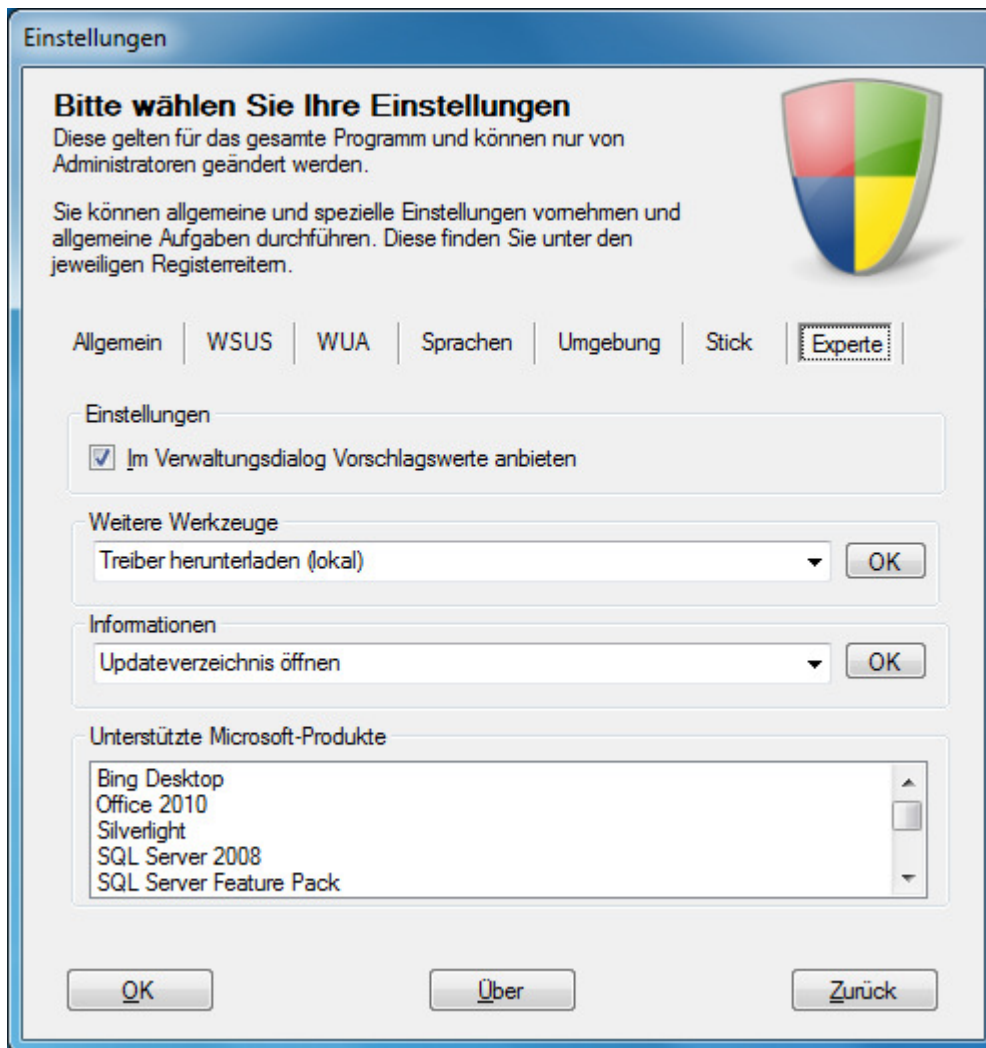 Einstellungen
Bitte wählen Sie Ihre Einstellungen
Diese gelten für das gesamte Programm und können nur von
Administratoren geändert werden.
Sie können allgemeine und spezielle Einstellungen vornehmen und
allgemeine Aufgaben durchführen. Diese finden Sie unter den
jeweiligen Registerreitern.
Allgemein WSUS WUA Sprachen Umgebung Stick Experte
Einstellungen
Im Verwaltungsdialog Vorschlagswerte anbieten
Weitere Werkzeuge
Treiber herunterladen (lokal) OK
Informationen
Updateverzeichnis öffnen OK
Unterstützte Microsoft-Produkte
Bing Desktop
Office 2010
Silverlight
SQL Server 2008
SQL Server Feature Pack
OK Über Zurück